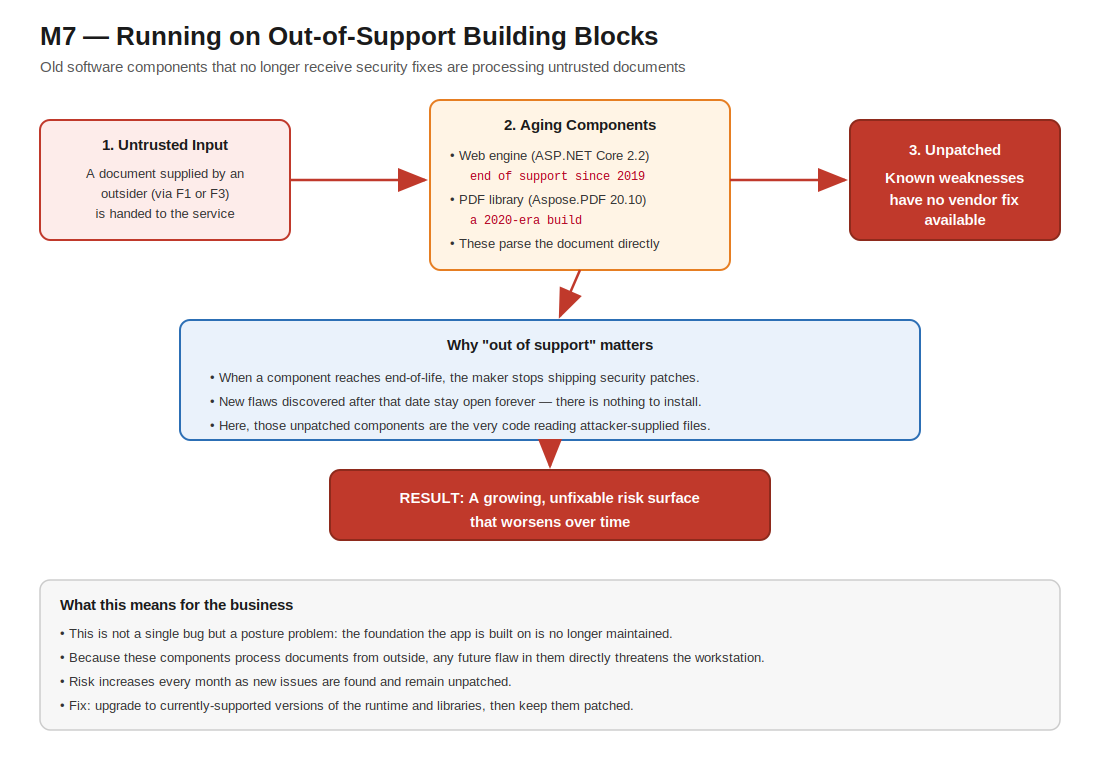 M7 — Running on Out-of-Support Building Blocks
Old software components that no longer receive security fixes are processing untrusted documents
1. Untrusted Input
A document supplied by an
outsider (via F1 or F3)
is handed to the service
2. Aging Components
• Web engine (ASP.NET Core 2.2)
end of support since 2019
• PDF library (Aspose.PDF 20.10)
a 2020-era build
• These parse the document directly
3. Unpatched
Known weaknesses
have no vendor fix
available
Why "out of support" matters
• When a component reaches end-of-life, the maker stops shipping security patches.
• New flaws discovered after that date stay open forever — there is nothing to install.
• Here, those unpatched components are the very code reading attacker-supplied files.
RESULT: A growing, unfixable risk surface
that worsens over time
What this means for the business
• This is not a single bug but a posture problem: the foundation the app is built on is no longer maintained.
• Because these components process documents from outside, any future flaw in them directly threatens the workstation.
• Risk increases every month as new issues are found and remain unpatched.
• Fix: upgrade to currently-supported versions of the runtime and libraries, then keep them patched.